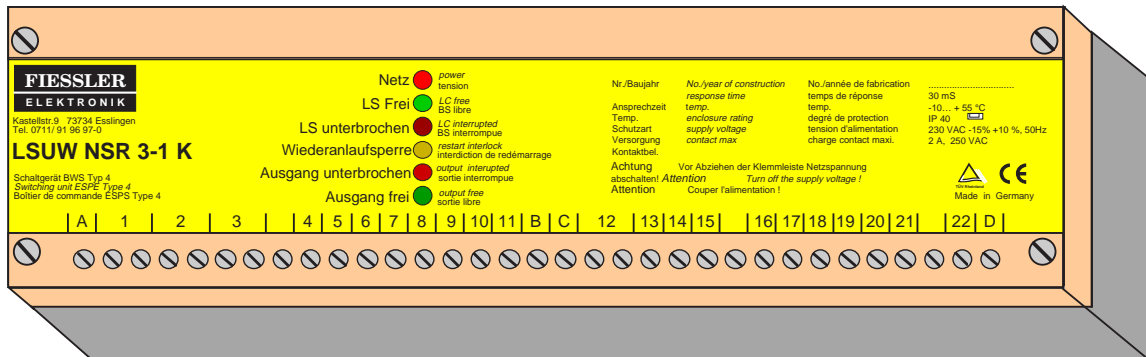 FIESSLER
ELEKTRONIK
Kastellstr.9 73734 Esslingen
Tel. 0711/ 91 96 97-0
LSUW NSR 3-1 K
Schaltgerät BWS Typ 4
Switching unit ESPE Type 4
Boîtier de commande ESPS Type 4
Netz power
tension
LS Frei LC free
BS libre
LS unterbrochen LC interrupted
BS interrompue
Wiederanlaufsperre restart interlock
interdiction de redémarrage
Ausgang unterbrochen output interupted
sortie interrompue
Ausgang frei output free
sortie libre
Nr./Baujahr No./year of construction No./année de fabrication ................................
response time temps de réponse 30 mS
Ansprechzeit temp. temp. -10... + 55 °C
Temp. enclosure rating degré de protection IP 40
Schutzart supply voltage tension d'alimentation 230 VAC -15% +10 %, 50Hz
Versorgung contact max charge contact maxi. 2 A, 250 VAC
Kontaktbel.
Achtung Vor Abziehen der Klemmleiste Netzspannung
abschalten! Attention Turn off the supply voltage !
Attention Couper l'alimentation !
TÜV Rheinland
CE
Made in Germany
A 1 2 3 4 5 6 7 8 9 10 11 B C 12 13 14 15 16 17 18 19 20 21 22 D